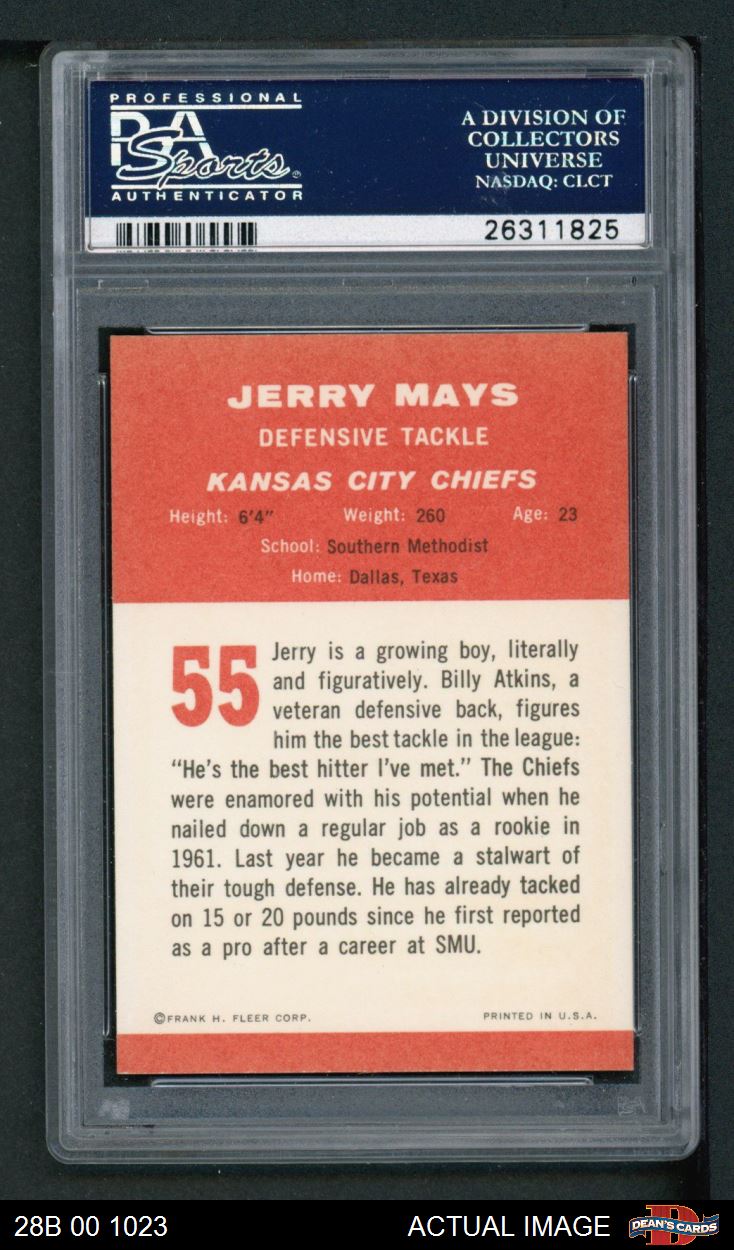 PROFESSIONAL
PSA
Sports
AUTHENTICATOR
A DIVISION OF
COLLECTORS
UNIVERSE
NASDAQ: CLCT
26311825
JERRY MAYS
DEFENSIVE TACKLE
KANSAS CITY CHIEFS
Height: 6'4" Weight: 260 Age: 23
School: Southern Methodist
Home: Dallas, Texas
55
Jerry is a growing boy, literally
and figuratively. Billy Atkins, a
veteran defensive back, figures
him the best tackle in the league:
"He's the best hitter I've met." The Chiefs
were enamored with his potential when he
nailed down a regular job as a rookie in
1961. Last year he became a stalwart of
their tough defense. He has already tacked
on 15 or 20 pounds since he first reported
as a pro after a career at SMU.
©FRANK H. FLEER CORP. PRINTED IN U.S.A.
28B 00 1023 ACTUAL IMAGE
DEAN'S CARDS